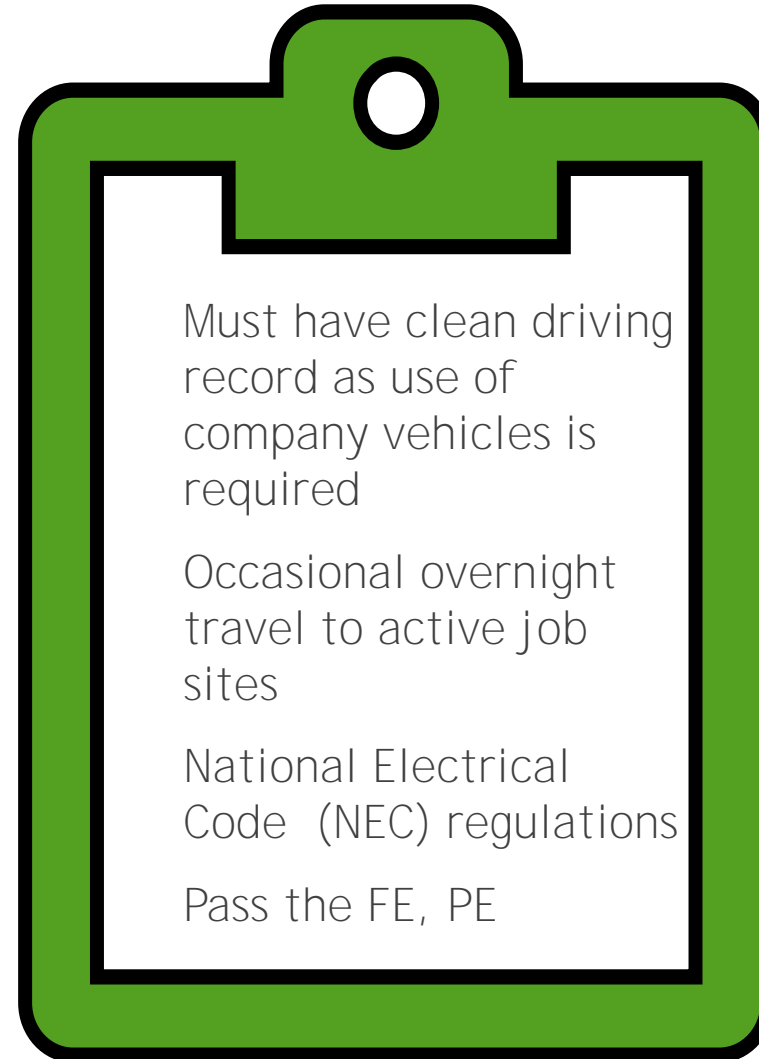 Must have clean driving
record as use of
company vehicles is
required
Occasional overnight
travel to active job
sites
National Electrical
Code  (NEC) regulations
Pass the FE, PE